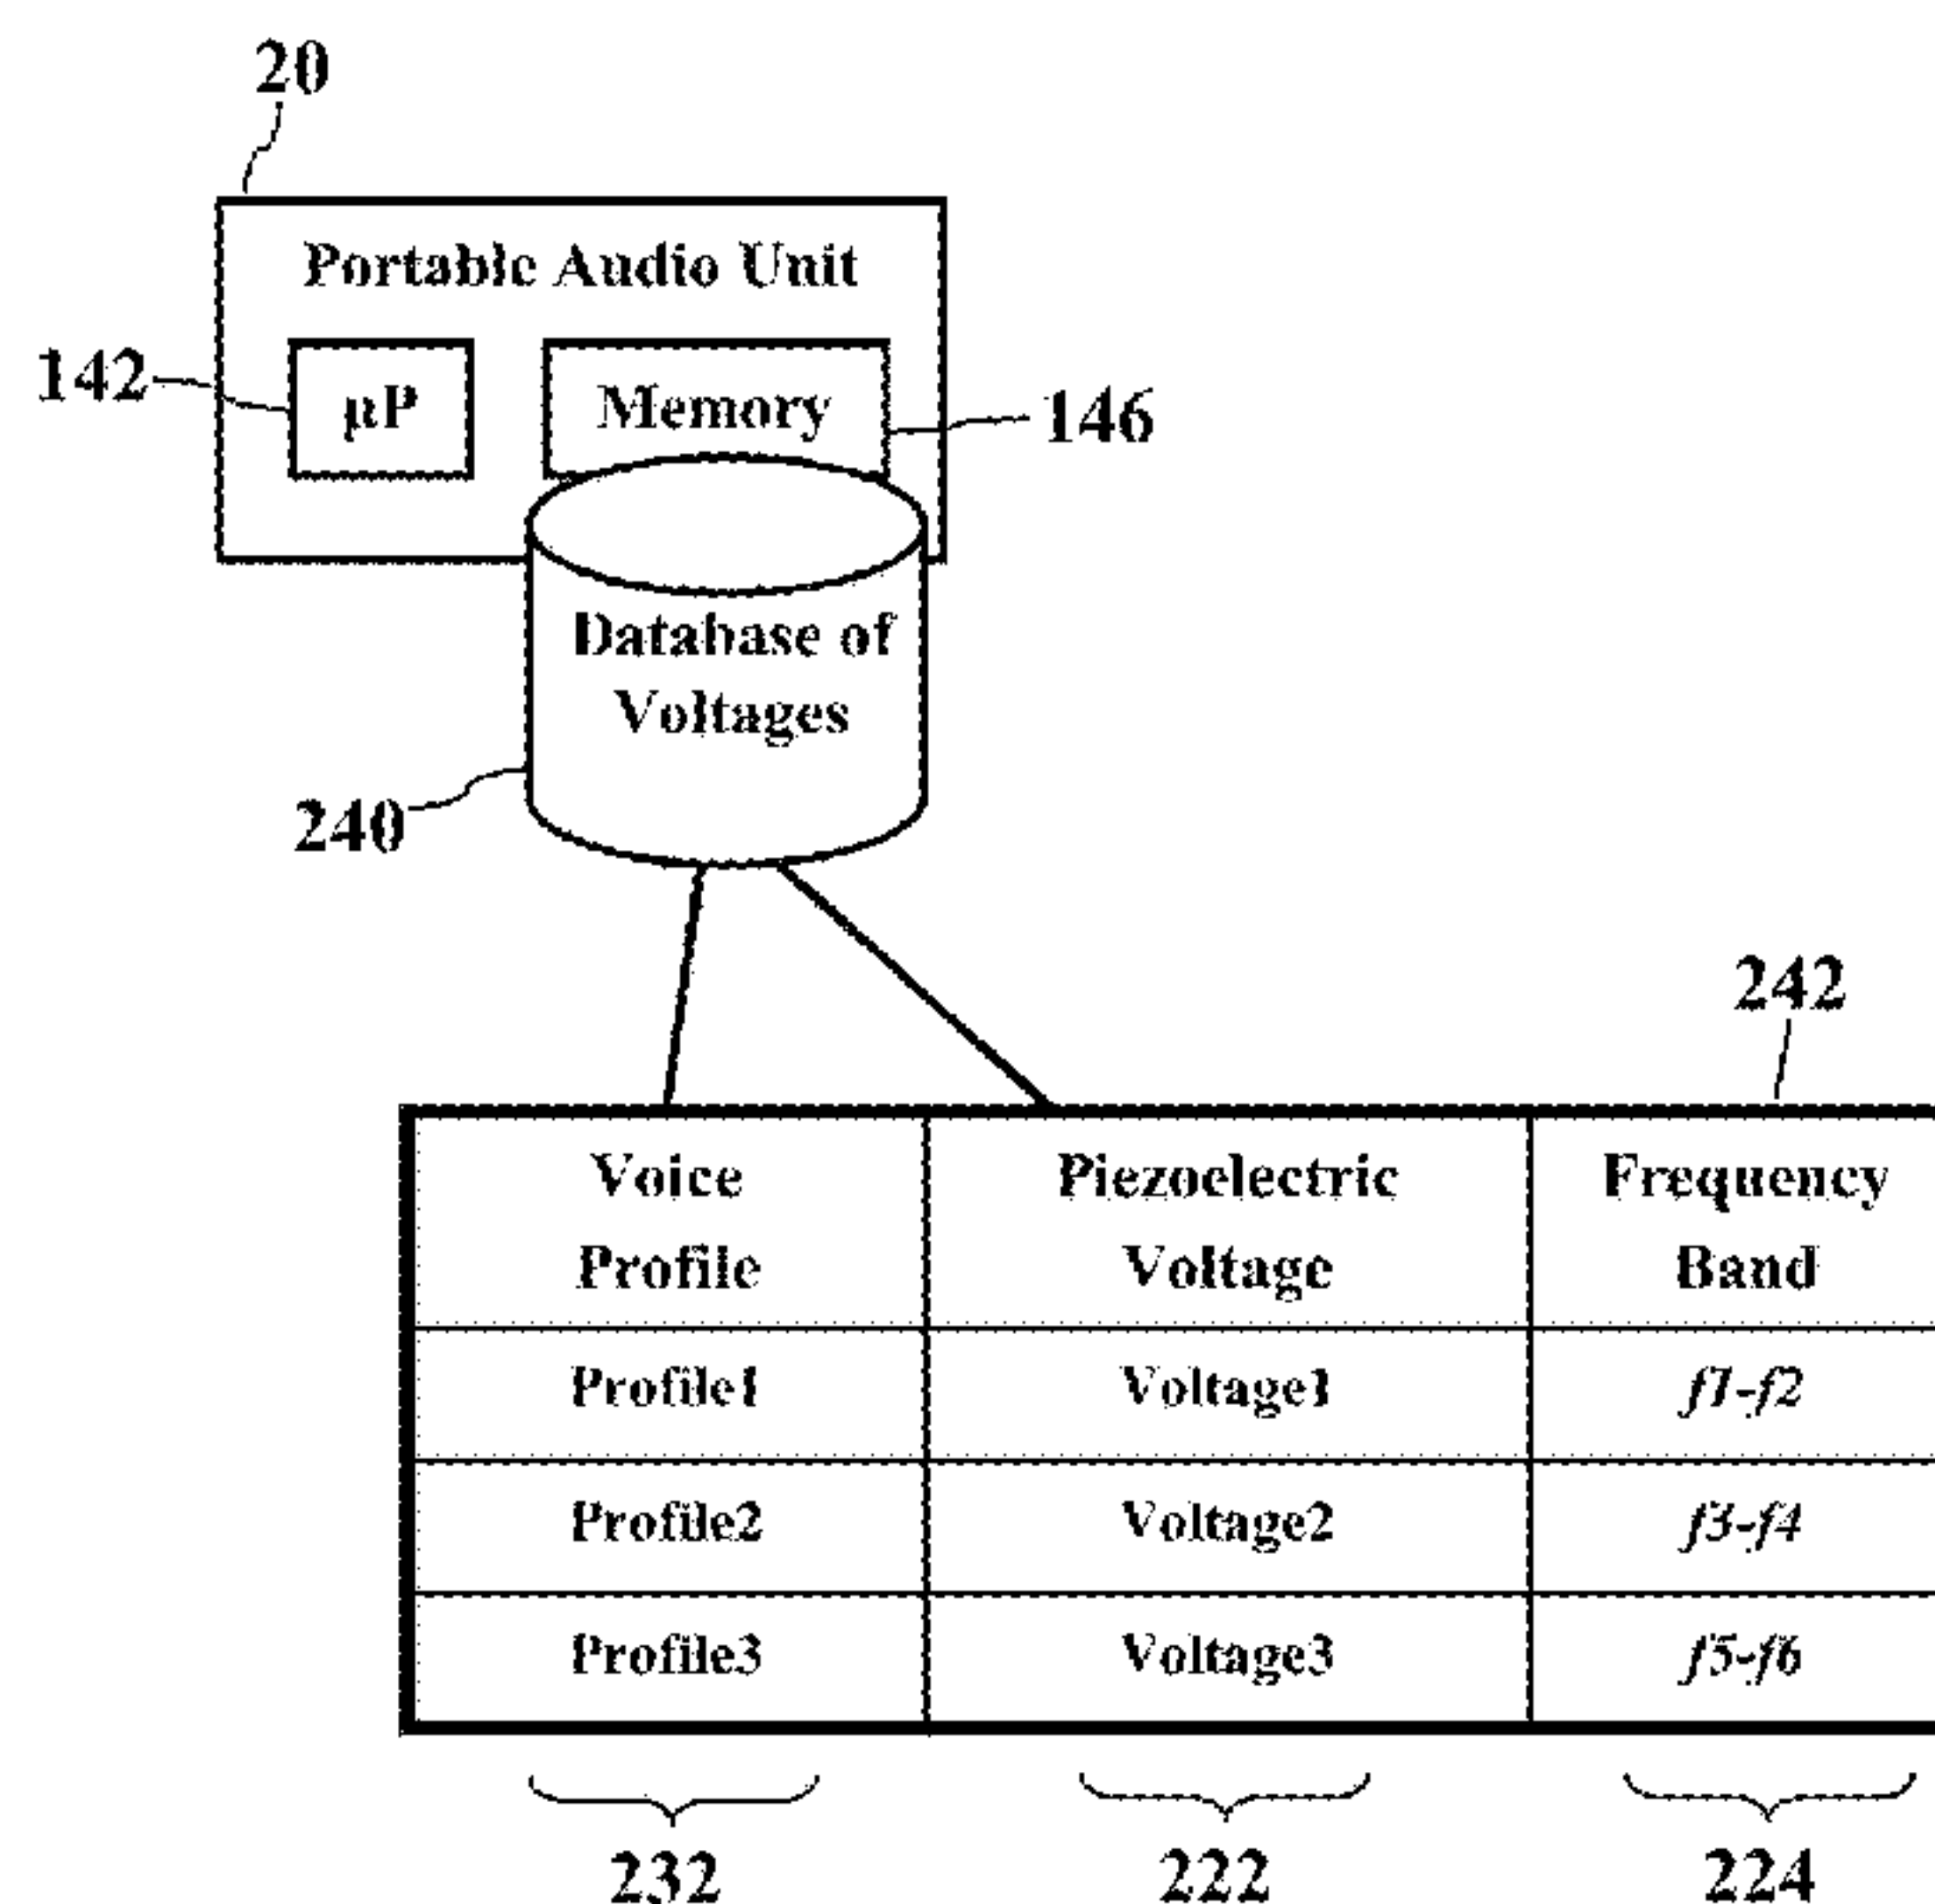 20
Portable Audio Unit
142
µP
Memory
146
Database of
Voltages
240
242
Voice
Profile
Piezoelectric
Voltage
Frequency
Band
Profile1
Voltage1
f1-f2
Profile2
Voltage2
f3-f4
Profile3
Voltage3
f5-f6
232
222
224